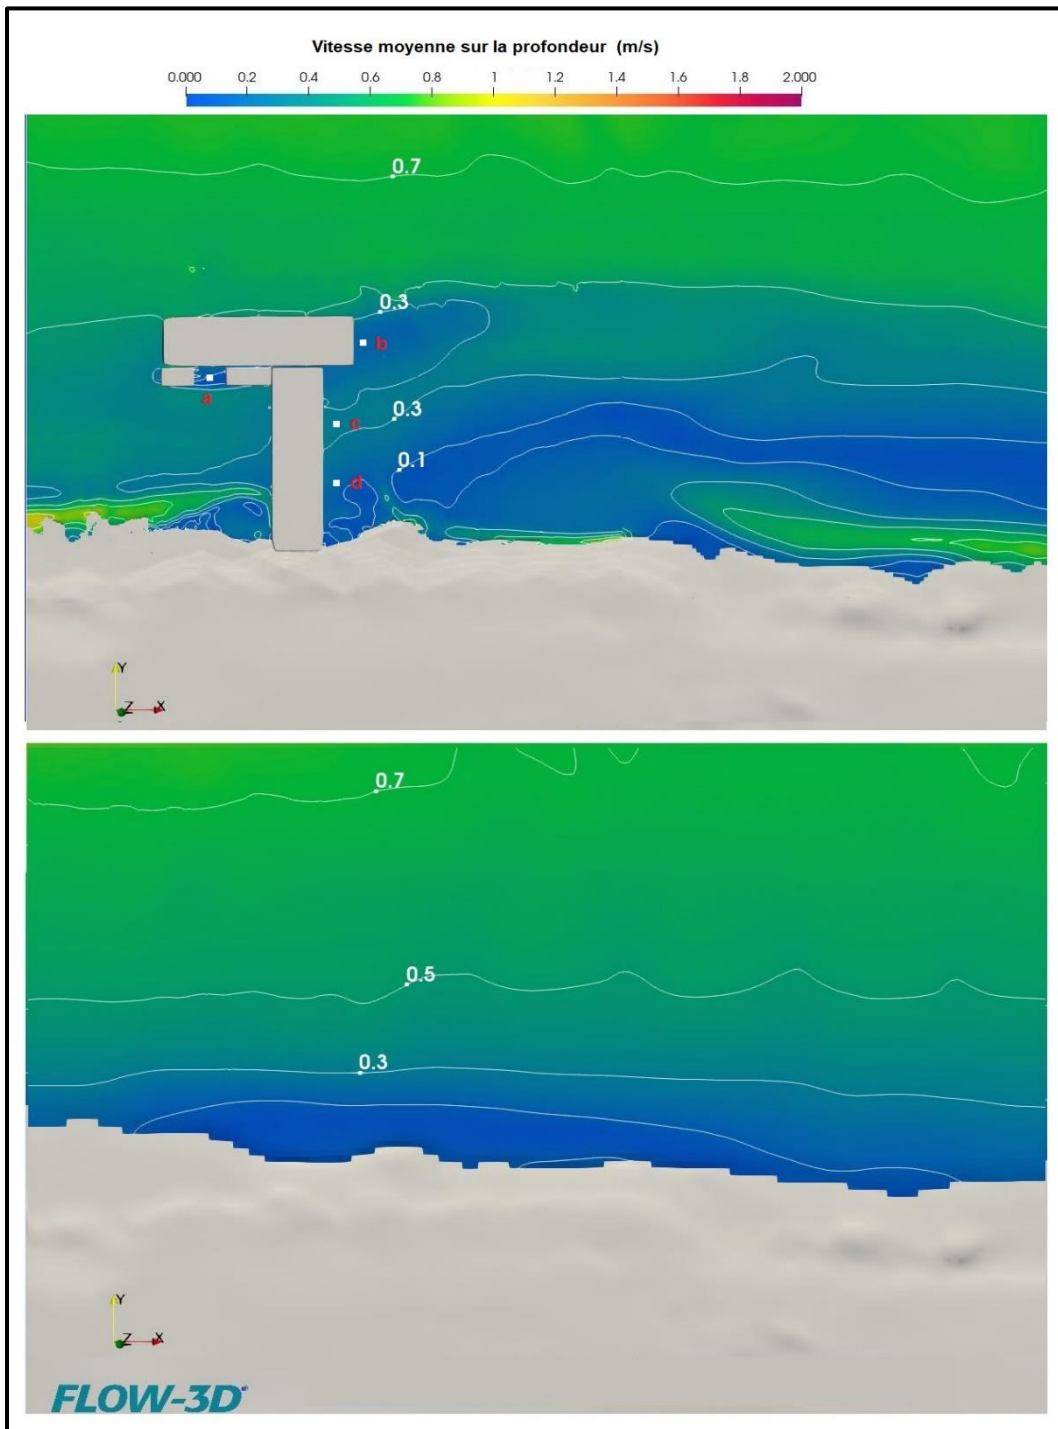 Vitesse moyenne sur la profondeur (m/s)
0.000 0.2 0.4 0.6 0.8 1 1.2 1.4 1.6 1.8 2.000
0.7
0.3
b
a
0.3
c
0.1
d
Y
Z X
0.7
0.5
0.3
Y
Z X
FLOW-3D